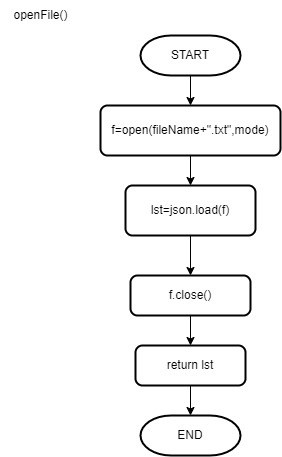 openFile()
START
f=open(fileName+".txt",mode)
lst=json.load(f)
f.close()
return lst
END